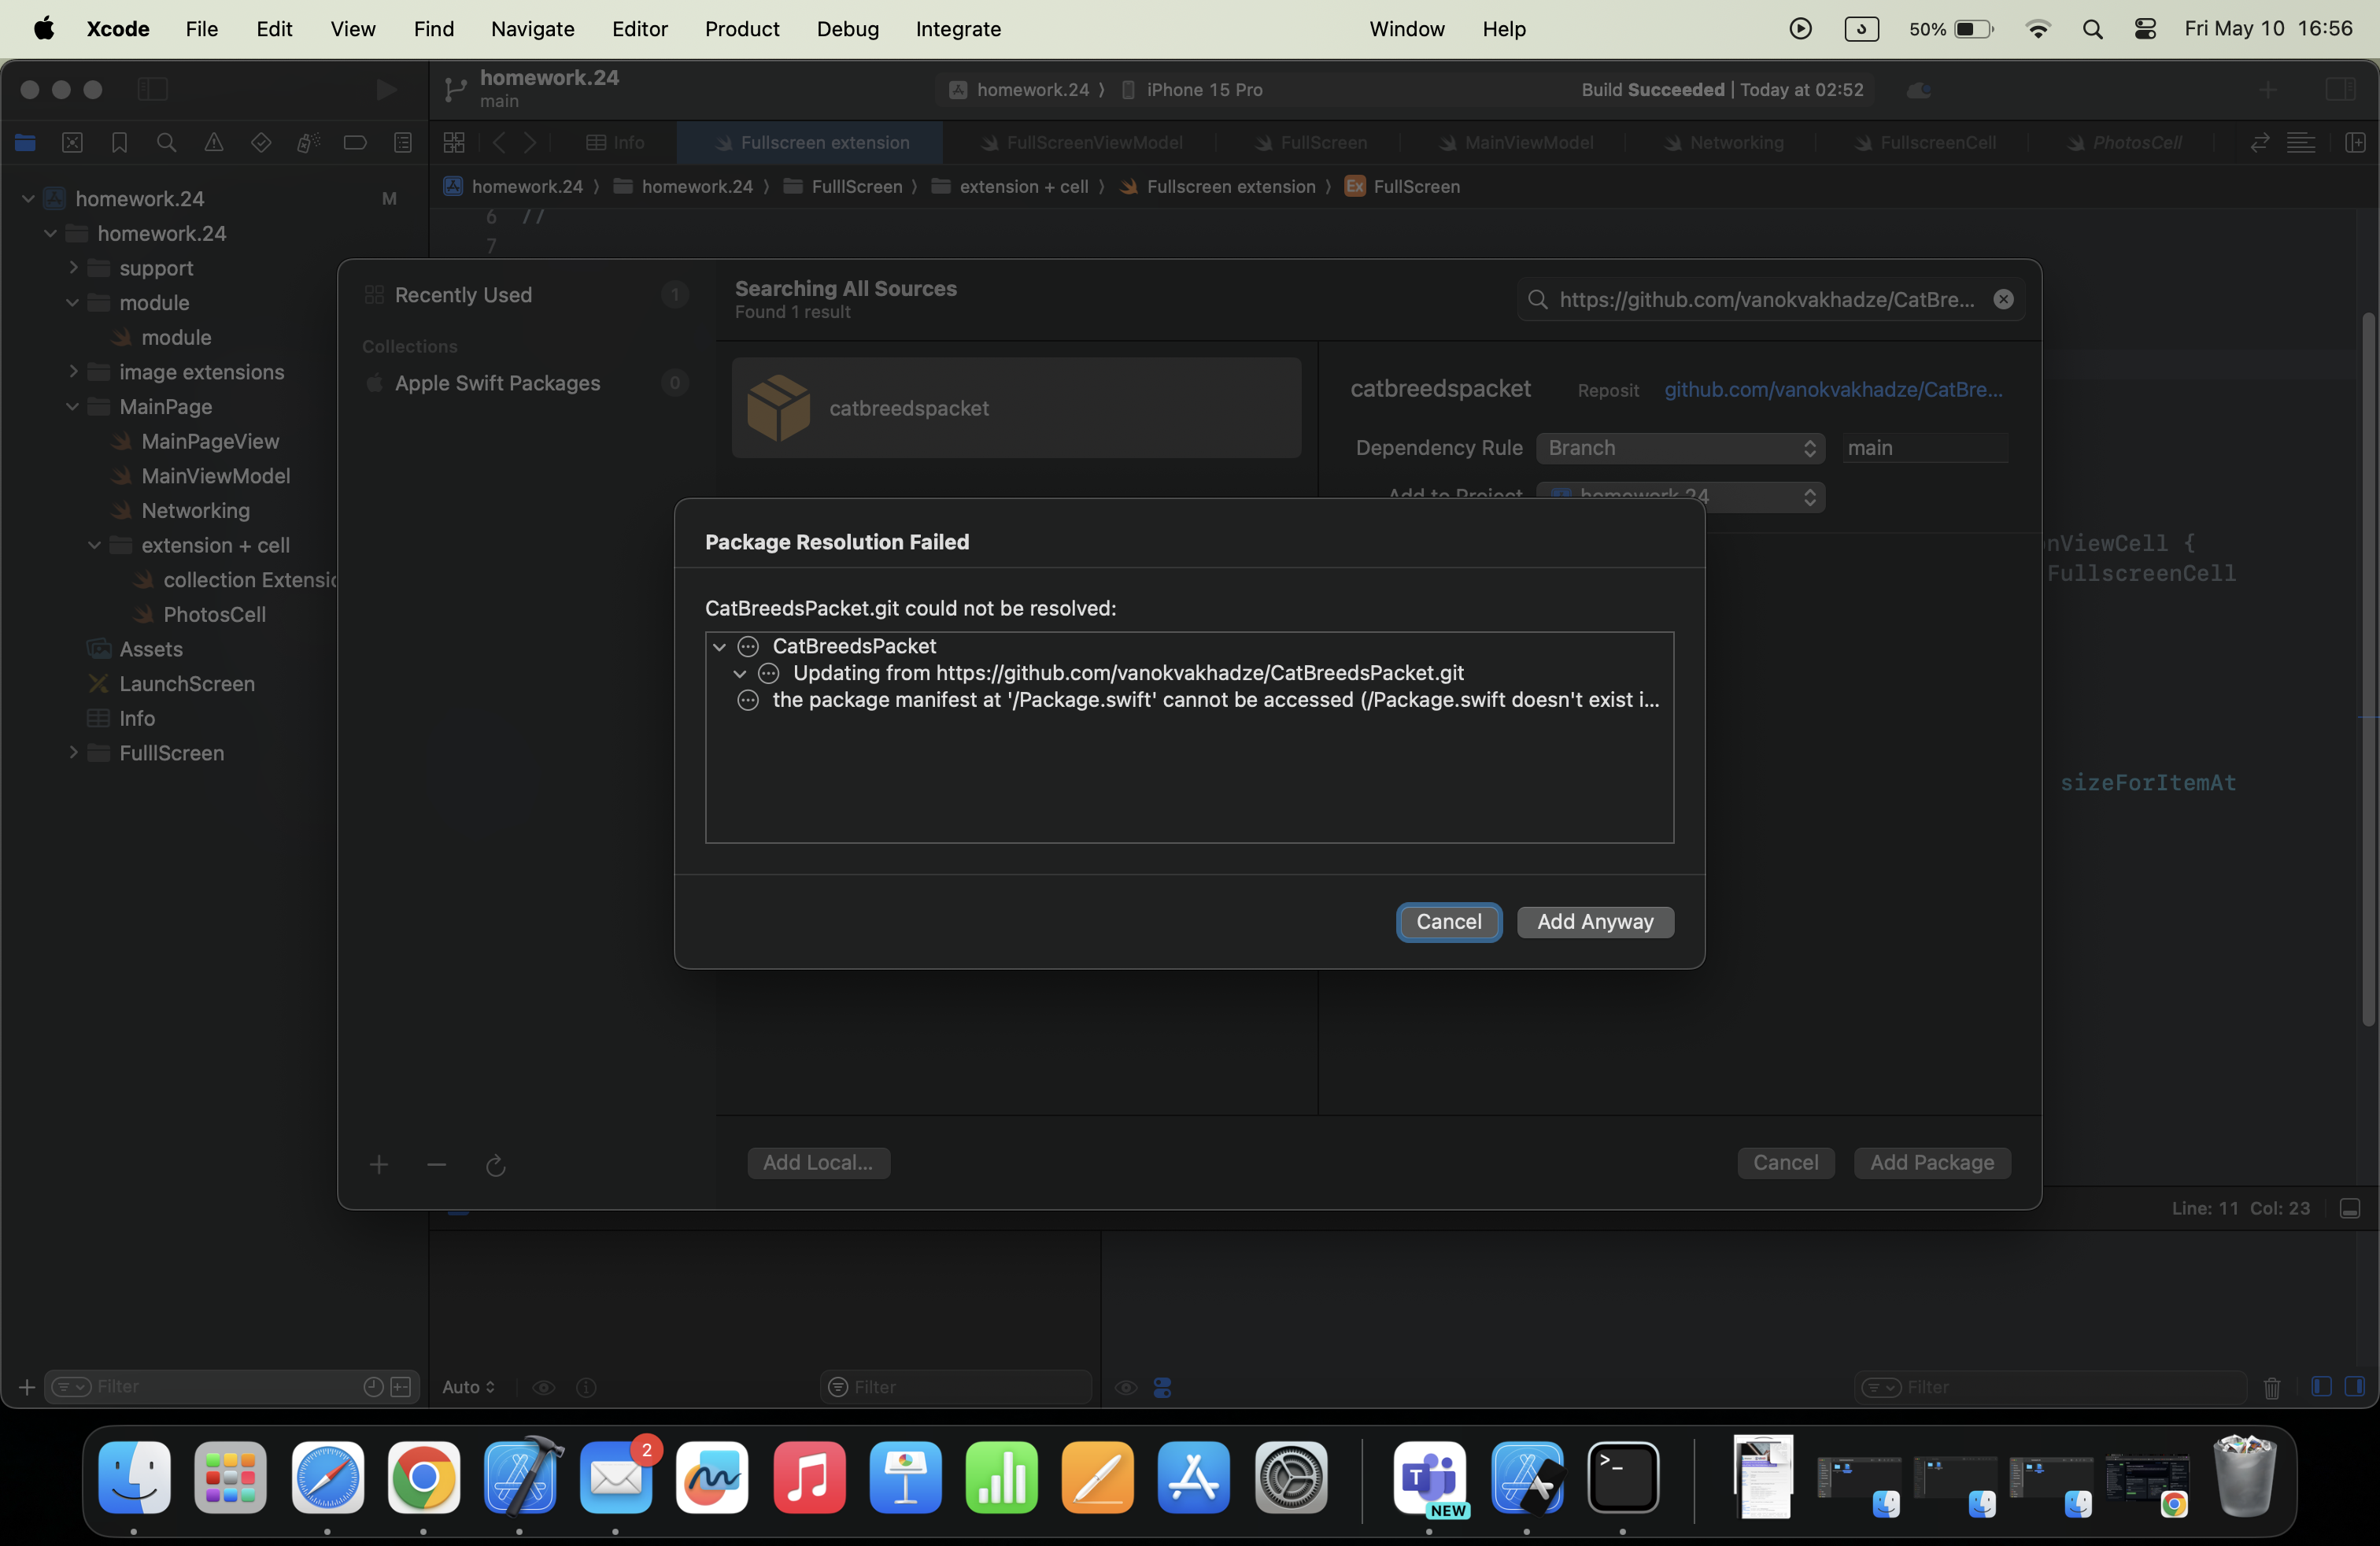 Xcode File Edit View Find Navigate Editor Product Debug Integrate Window Help 50% Fri May 10 16:56
homework.24
main
homework.24 iPhone 15 Pro
Build Succeeded | Today at 02:52
Info Fullscreen extension FullScreenViewModel FullScreen MainViewModel Networking FullscreenCell PhotosCell
homework.24 homework.24 FulllScreen extension + cell Fullscreen extension Ex FullScreen
homework.24 M
homework.24
support
module
module
image extensions
MainPage
MainPageView
MainViewModel
Networking
extension + cell
collection Extensio
PhotosCell
Assets
LaunchScreen
Info
FulllScreen
6 //
7
Recently Used 1
Collections
Apple Swift Packages 0
Searching All Sources
Found 1 result
https://github.com/vanokvakhadze/CatBre...
catbreedspacket
catbreedspacket Reposit github.com/vanokvakhadze/CatBre...
Dependency Rule Branch main
Add to Project homework.24
Package Resolution Failed
CatBreedsPacket.git could not be resolved:
CatBreedsPacket
Updating from https://github.com/vanokvakhadze/CatBreedsPacket.git
the package manifest at '/Package.swift' cannot be accessed (/Package.swift doesn't exist i...
Cancel Add Anyway
onViewCell {
FullscreenCell
sizeForItemAt
Add Local... Cancel Add Package
Line: 11 Col: 23
Filter Auto Filter Filter
2
T NEW
>_